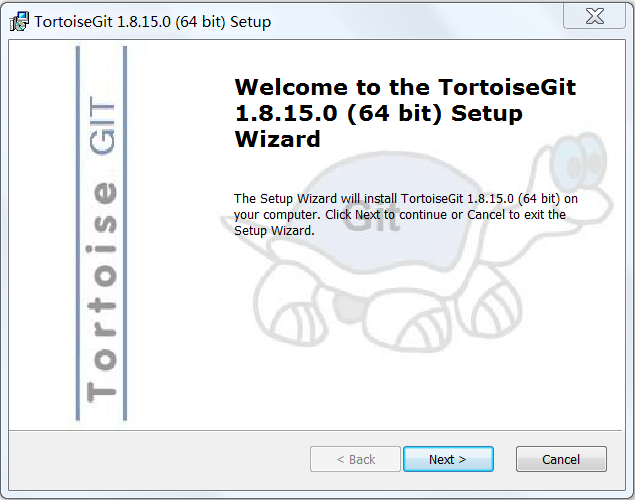 TortoiseGit 1.8.15.0 (64 bit) Setup
Tortoise GIT
Welcome to the TortoiseGit
1.8.15.0 (64 bit) Setup
Wizard
The Setup Wizard will install TortoiseGit 1.8.15.0 (64 bit) on
your computer. Click Next to continue or Cancel to exit the
Setup Wizard.
Git
< Back
Next >
Cancel